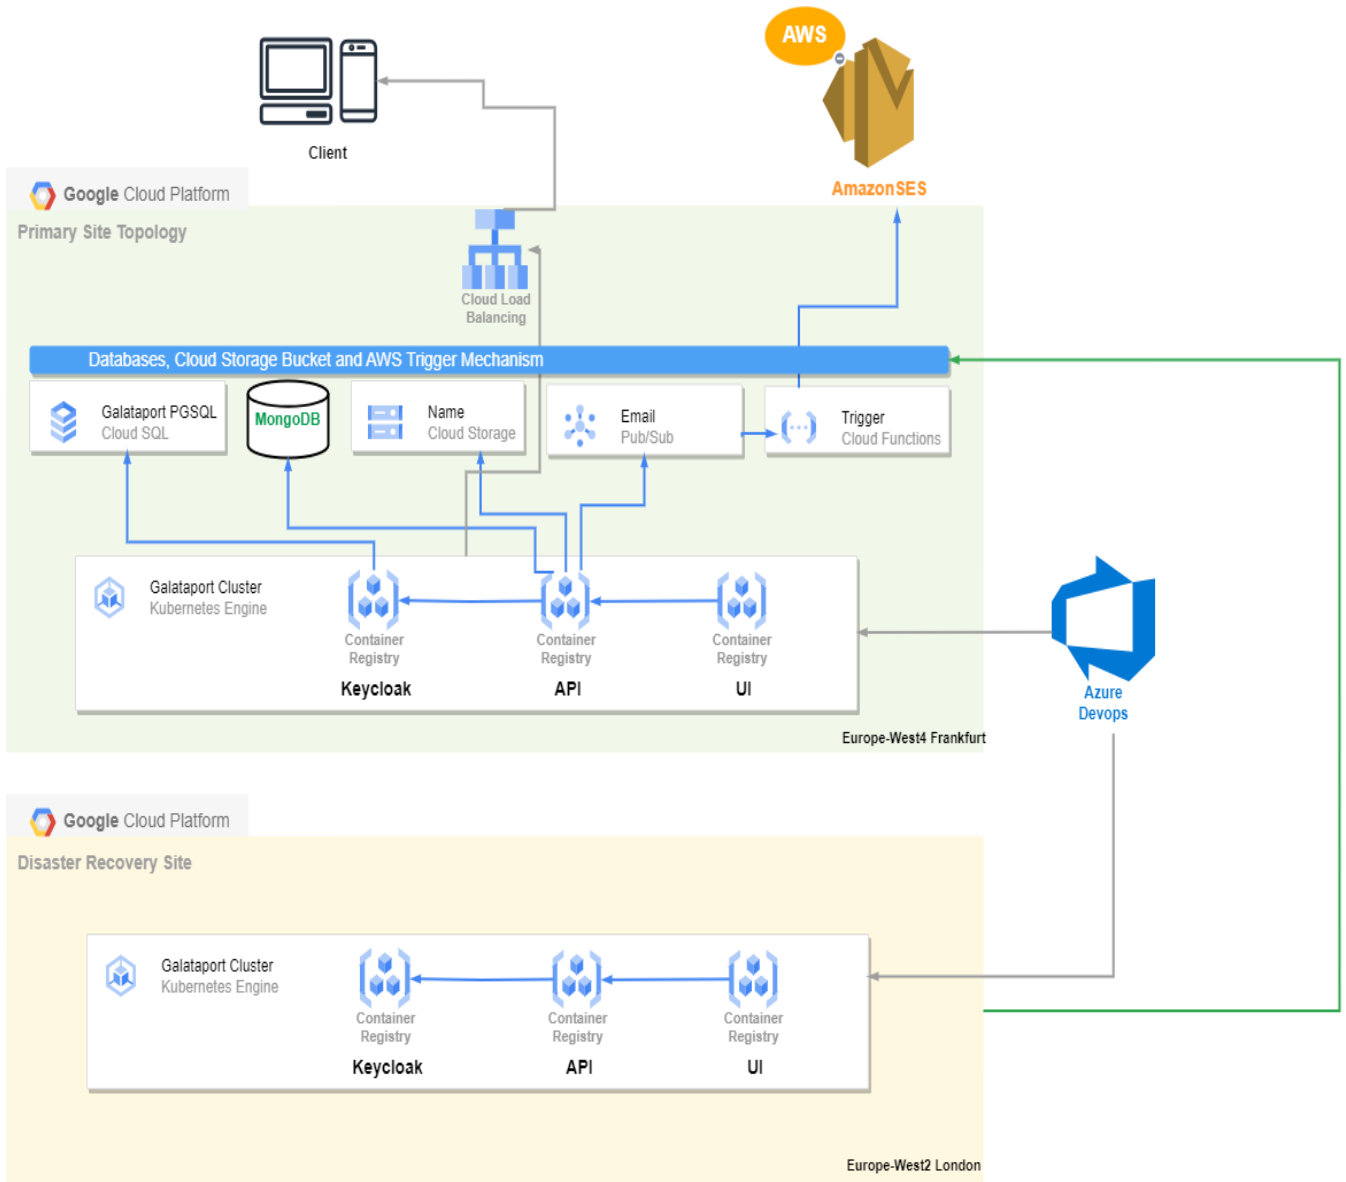 AWS
Client
AmazonSES
Google Cloud Platform
Primary Site Topology
Cloud Load
Balancing
Databases, Cloud Storage Bucket and AWS Trigger Mechanism
Galataport PGSQL
Cloud SQL
MongoDB
Name
Cloud Storage
Email
Pub/Sub
Trigger
Cloud Functions
Galataport Cluster
Kubernetes Engine
Container
Registry
Keycloak
Container
Registry
API
Container
Registry
UI
Azure
Devops
Europe-West4 Frankfurt
Google Cloud Platform
Disaster Recovery Site
Galataport Cluster
Kubernetes Engine
Container
Registry
Keycloak
Container
Registry
API
Container
Registry
UI
Europe-West2 London